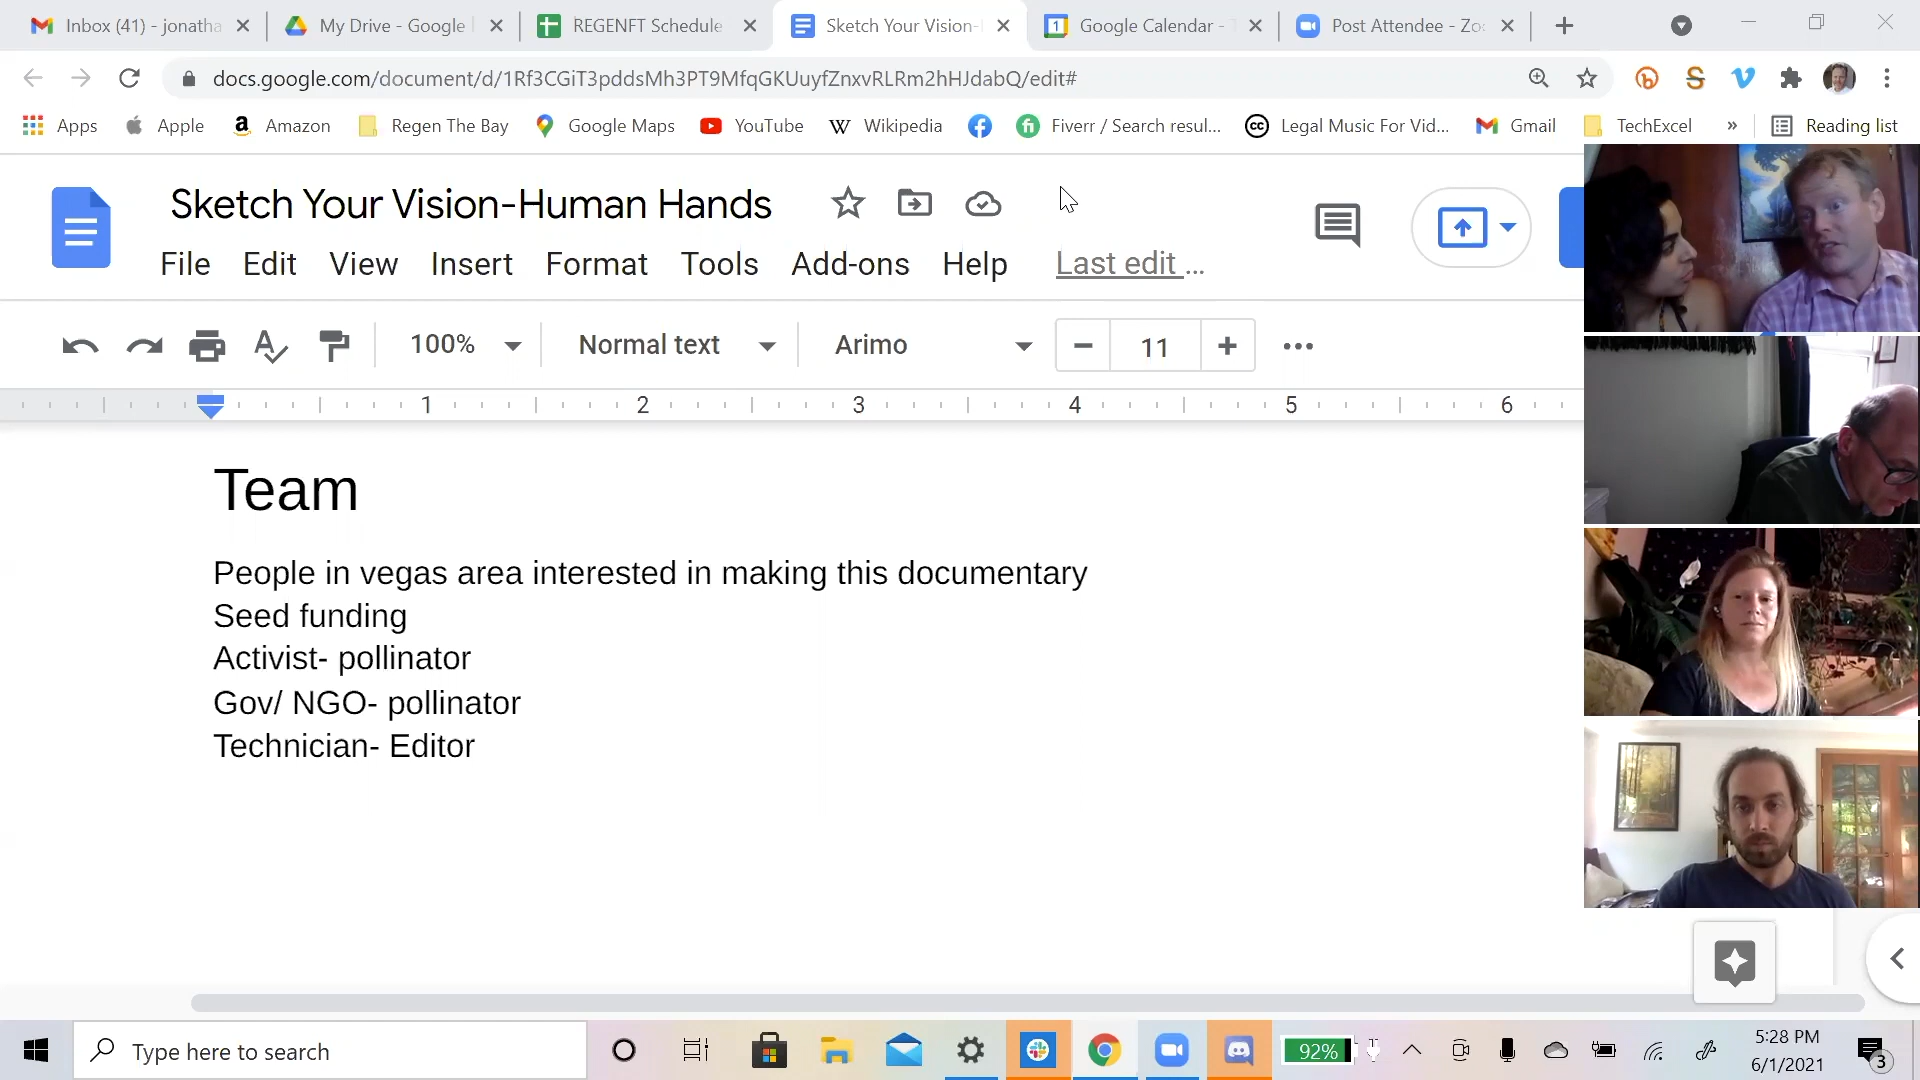 Inbox (41) - jonatha
My Drive - Google
REGENFT Schedule
Sketch Your Vision-
Google Calendar -
Post Attendee - Zo
docs.google.com/document/d/1Rf3CGiT3pddsMh3PT9MfqGKUuyfZnxvRLRm2hHJdabQ/edit#
Apps
Apple
Amazon
Regen The Bay
Google Maps
YouTube
Wikipedia
Fiverr / Search resul...
Legal Music For Vid...
Gmail
TechExcel
»
Reading list
Sketch Your Vision-Human Hands
File Edit View Insert Format Tools Add-ons Help Last edit ...
100% Normal text Arimo 11
1 2 3 4 5 6
Team
People in vegas area interested in making this documentary
Seed funding
Activist- pollinator
Gov/ NGO- pollinator
Technician- Editor
Type here to search
92%
5:28 PM
6/1/2021
3